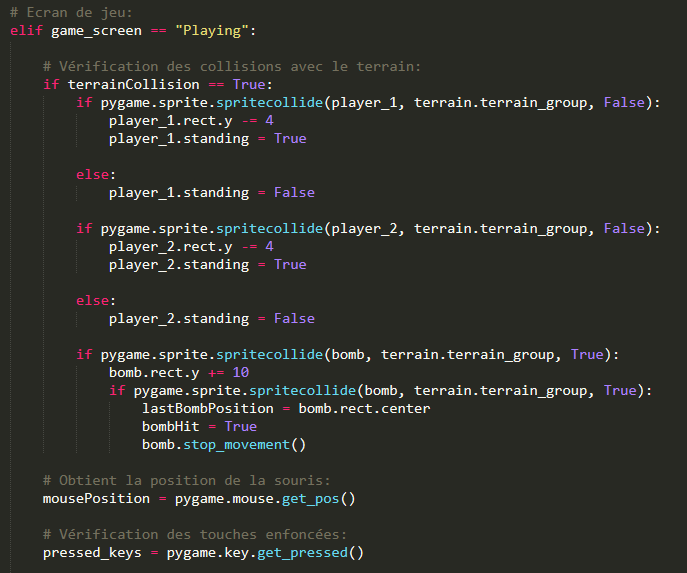 # Ecran de jeu:
elif game_screen == "Playing":
# Vérification des collisions avec le terrain:
if terrainCollision == True:
if pygame.sprite.spritecollide(player_1, terrain.terrain_group, False):
player_1.rect.y -= 4
player_1.standing = True
else:
player_1.standing = False
if pygame.sprite.spritecollide(player_2, terrain.terrain_group, False):
player_2.rect.y -= 4
player_2.standing = True
else:
player_2.standing = False
if pygame.sprite.spritecollide(bomb, terrain.terrain_group, True):
bomb.rect.y += 10
if pygame.sprite.spritecollide(bomb, terrain.terrain_group, True):
lastBombPosition = bomb.rect.center
bombHit = True
bomb.stop_movement()
# Obtient la position de la souris:
mousePosition = pygame.mouse.get_pos()
# Vérification des touches enfoncées:
pressed_keys = pygame.key.get_pressed()